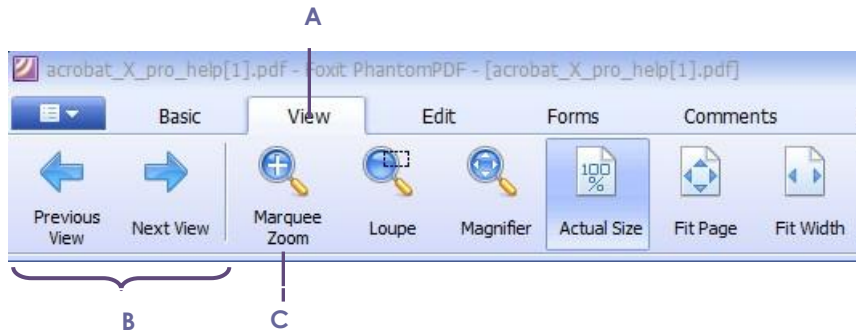 A
acrobat_X_pro_help[1].pdf - Foxit PhantomPDF - [acrobat_X_pro_help[1].pdf]
Basic View Edit Forms Comments
100
%
Previous View Next View Marquee Zoom Loupe Magnifier Actual Size Fit Page Fit Width
B C